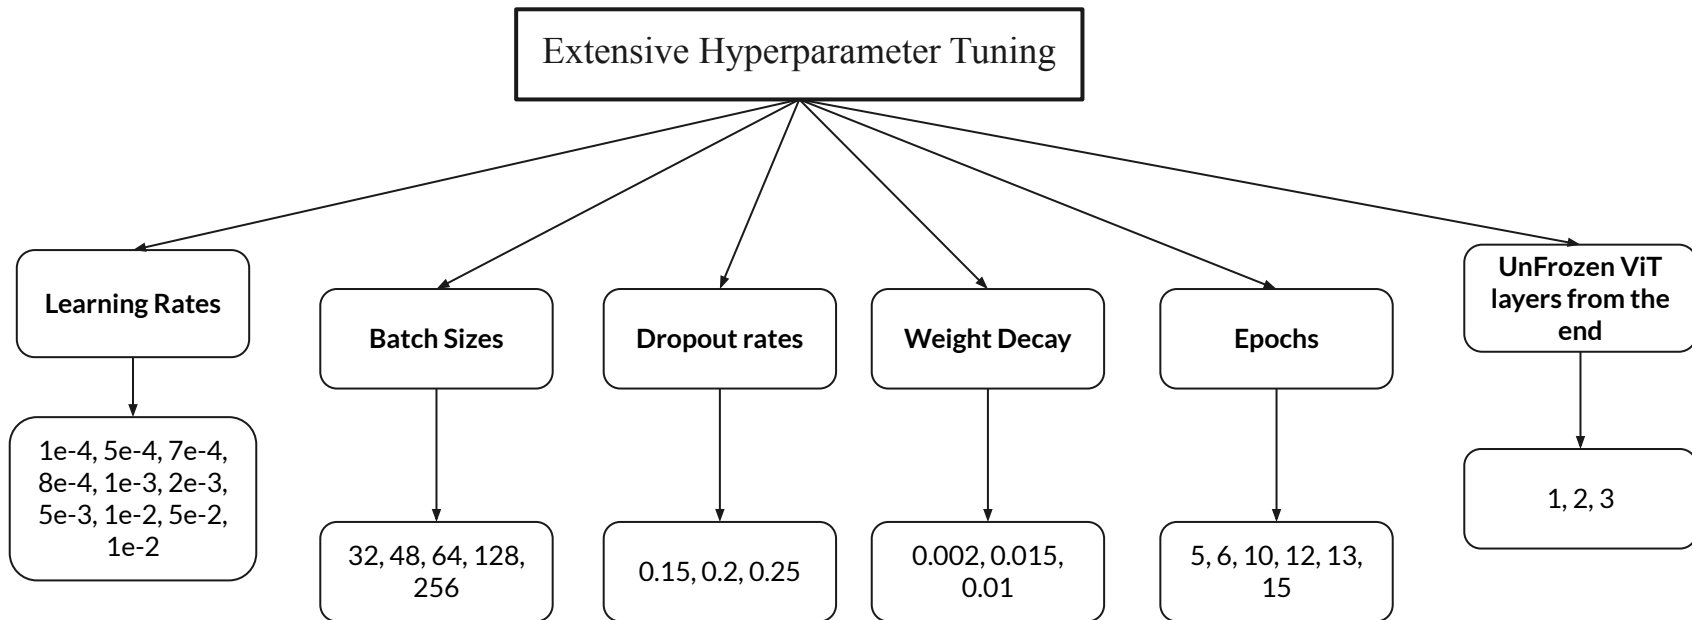 Extensive Hyperparameter Tuning
Learning Rates
Batch Sizes
Dropout rates
Weight Decay
Epochs
UnFrozen ViT
layers from the
end
1e-4, 5e-4, 7e-4,
8e-4, 1e-3, 2e-3,
5e-3, 1e-2, 5e-2,
1e-2
32, 48, 64, 128,
256
0.15, 0.2, 0.25
0.002, 0.015,
0.01
5, 6, 10, 12, 13,
15
1, 2, 3